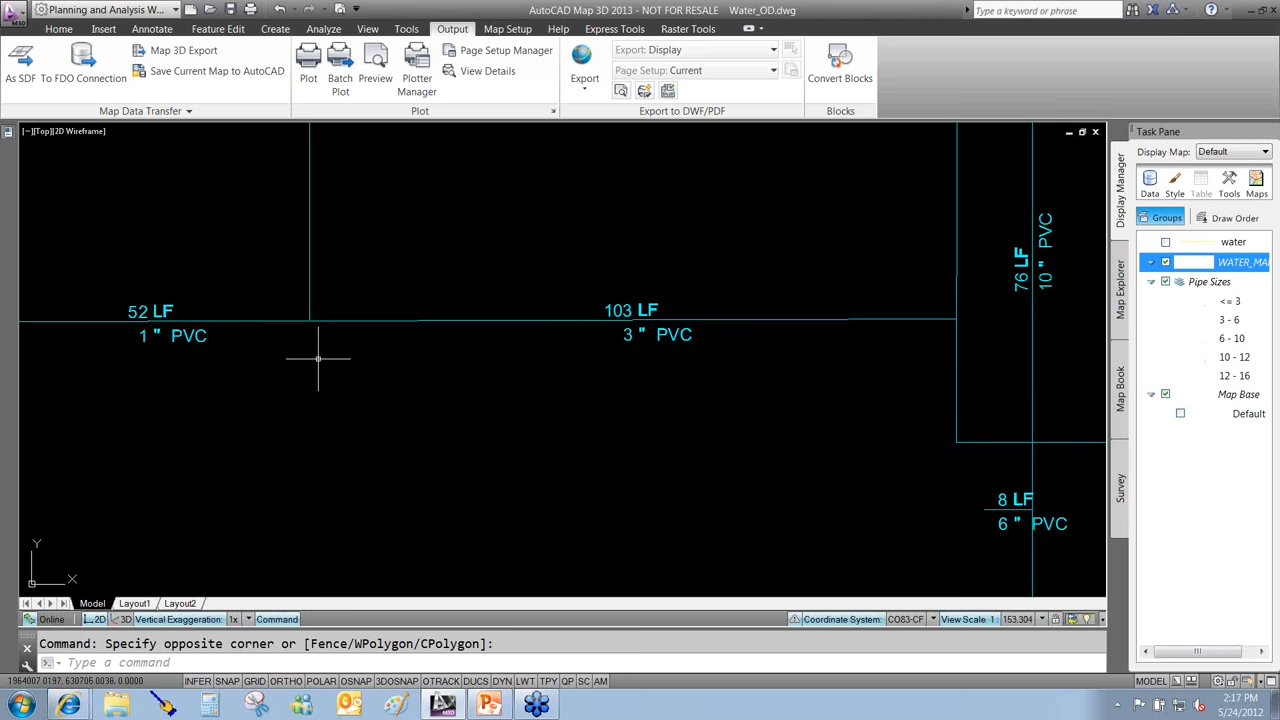 Planning and Analysis W...
AutoCAD Map 3D 2013 - NOT FOR RESALE Water_OD.dwg
Type a keyword or phrase
Home Insert Annotate Feature Edit Create Analyze View Tools Output Map Setup Express Tools Raster Tools
As SDF
To FDO Connection
Map 3D Export
Save Current Map to AutoCAD
Map Data Transfer
Plot
Batch Plot
Preview
Plotter Manager
Page Setup Manager
View Details
Plot
Export
Export: Display
Page Setup: Current
Export to DWF/PDF
Convert Blocks
Blocks
[−][Top][2D Wireframe]
52 LF
1 " PVC
103 LF
3 " PVC
76 LF
10 " PVC
8 LF
6 " PVC
Y
X
Task Pane
Display Map: Default
Data Style Table Tools Maps
Groups Draw Order
Display Manager
Map Explorer
Map Book
Survey
water
WATER_MA
Pipe Sizes
<= 3
3 - 6
6 - 10
10 - 12
12 - 16
Map Base
Default
Model Layout1 Layout2
Online 2D 3D Vertical Exaggeration: 1x Command
Coordinate System: CO83-CF View Scale 1 : 153.304
Command: Specify opposite corner or [Fence/WPolygon/CPolygon]:
Type a command
1964007.0197, 630705.0036, 0.0000 INFER SNAP GRID ORTHO POLAR OSNAP 3DOSNAP OTRACK DUCS DYN LWT TPY QP SC AM MODEL
2:17 PM
5/24/2012